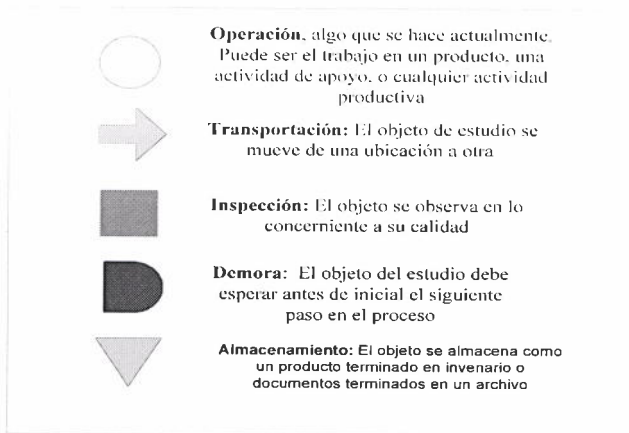 Operación, algo que se hace actualmente.
Puede ser el trabajo en un producto, una
actividad de apoyo, o cualquier actividad
productiva
Transportación: El objeto de estudio se
mueve de una ubicación a otra
Inspección: El objeto se observa en lo
concerniente a su calidad
Demora: El objeto del estudio debe
esperar antes de inicial el siguiente
paso en el proceso
Almacenamiento: El objeto se almacena como
un producto terminado en invenario o
documentos terminados en un archivo